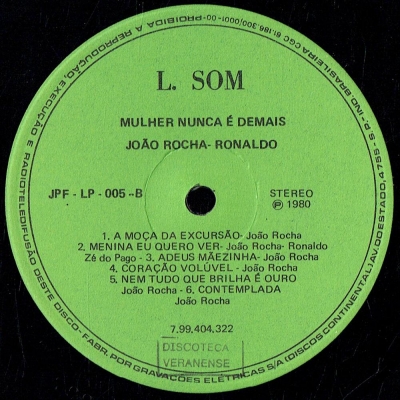 L. SOM
MULHER NUNCA É DEMAIS
JOÃO ROCHA- RONALDO
JPF - LP - 005 -B
STEREO
℗ 1980
1. A MOÇA DA EXCURSÃO- João Rocha
2. MENINA EU QUERO VER- João Rocha- Ronaldo
Zé do Pago - 3. ADEUS MÃEZINHA- João Rocha
4. CORAÇÃO VOLÚVEL - João Rocha
5. NEM TUDO QUE BRILHA É OURO
João Rocha - 6. CONTEMPLADA
João Rocha
7.99.404.322
DISCOTECA
VERANENSE
PROIBIDA A REPRODUÇÃO, EXECUÇÃO E RADIOTELEDIFUSÃO DESTE DISCO - FABR. POR GRAVAÇÕES ELÉTRICAS S/A (DISCOS CONTINENTAL) AV. DO ESTADO, 4755 - S. P. IND. BRASILEIRA CGC 61.186.300/0001-00